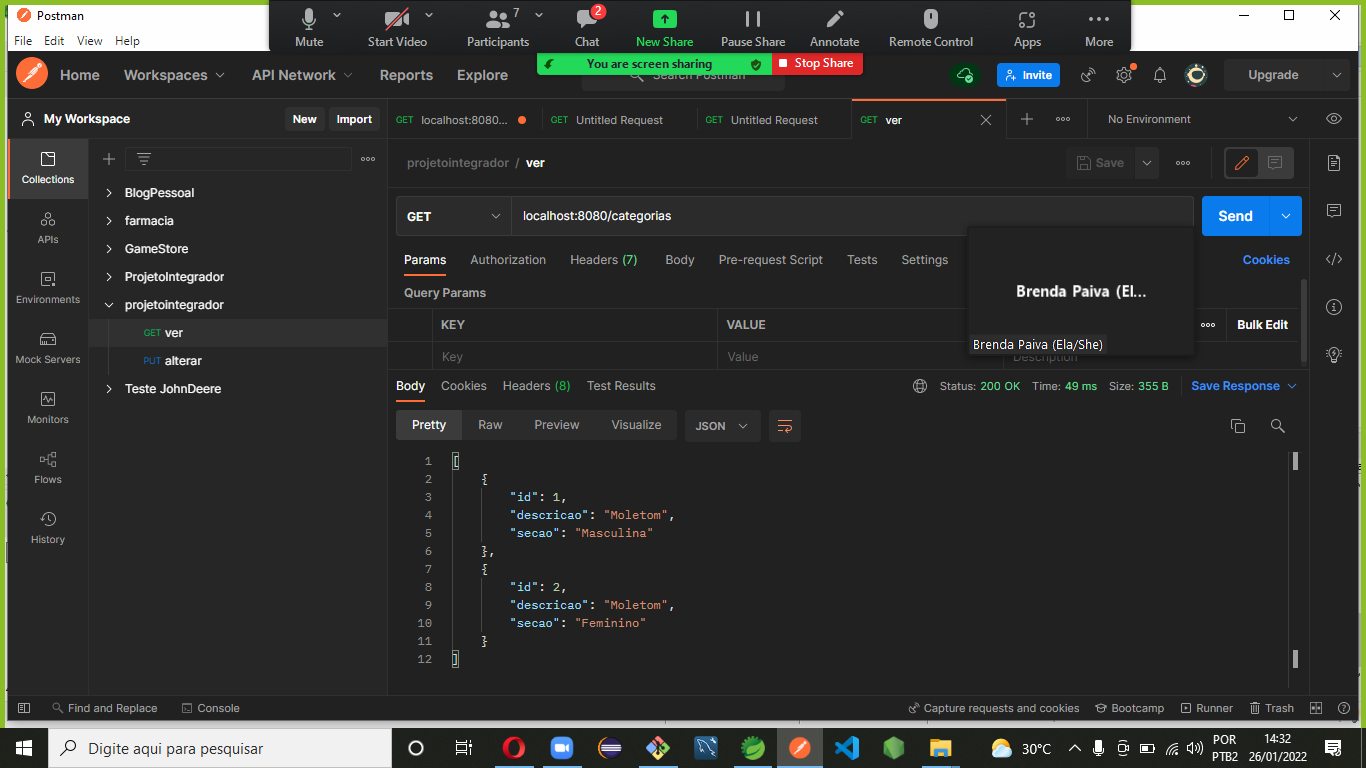 Postman
File Edit View Help
Mute
Start Video
7
Participants
2
Chat
New Share
Pause Share
Annotate
Remote Control
Apps
More
You are screen sharing
Stop Share
Home Workspaces API Network Reports Explore
Search Postman
Invite
Upgrade
My Workspace
New Import
GET localhost:8080...
GET Untitled Request
GET Untitled Request
GET ver
No Environment
Collections
APIs
Environments
Mock Servers
Monitors
Flows
History
BlogPessoal
farmacia
GameStore
ProjetoIntegrador
projetointegrador
GET ver
PUT alterar
Teste JohnDeere
projetointegrador / ver
Save
GET localhost:8080/categorias
Send
Params Authorization Headers (7) Body Pre-request Script Tests Settings
Cookies
Query Params
KEY VALUE
Bulk Edit
Key Value Description
Brenda Paiva (El...
Brenda Paiva (Ela/She)
Body Cookies Headers (8) Test Results
Status: 200 OK Time: 49 ms Size: 355 B
Save Response
Pretty Raw Preview Visualize JSON
1 [
2 {
3 "id": 1,
4 "descricao": "Moletom",
5 "secao": "Masculina"
6 },
7 {
8 "id": 2,
9 "descricao": "Moletom",
10 "secao": "Feminino"
11 }
12 ]
Find and Replace Console
Capture requests and cookies Bootcamp Runner Trash
Digite aqui para pesquisar
30°C
POR
PTB2
14:32
26/01/2022